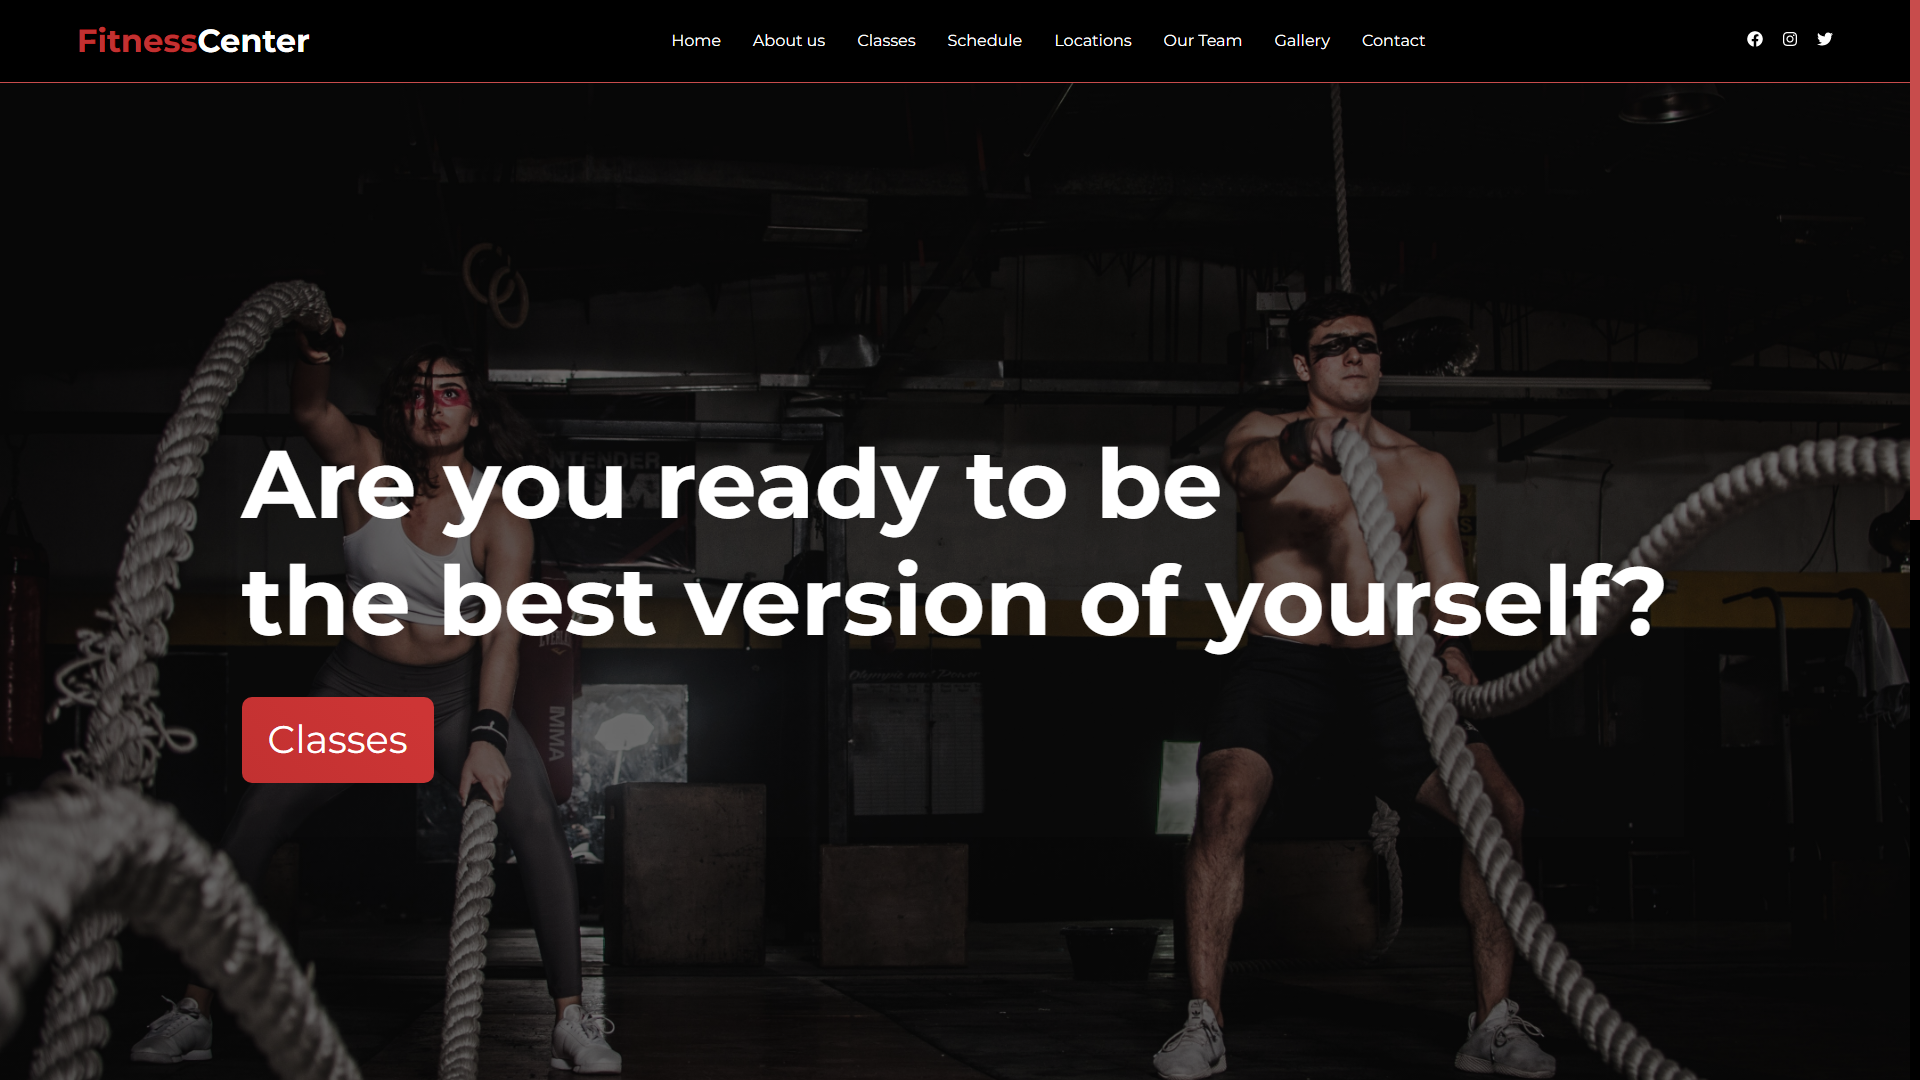 FitnessCenter
Home About us Classes Schedule Locations Our Team Gallery Contact
Are you ready to be
the best version of yourself?
Classes
IMMA